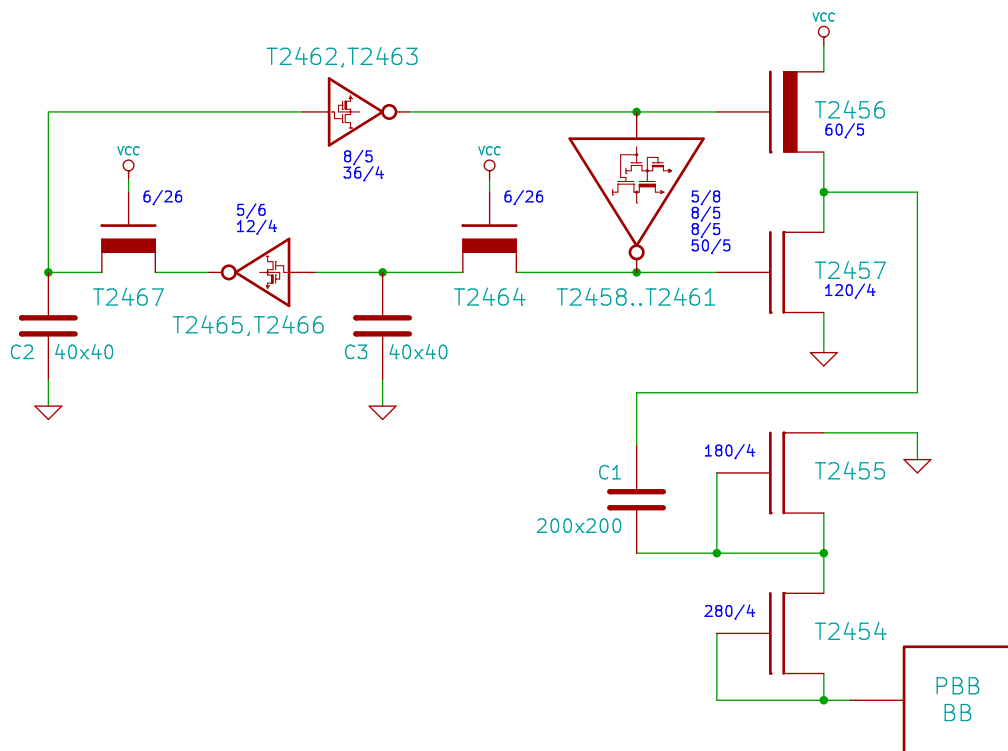 vcc
T2462,T2463
T2456
60/5
8/5
36/4
vcc
vcc
6/26
5/6
12/4
6/26
5/8
8/5
8/5
50/5
T2467
T2464
T2458..T2461
T2457
120/4
T2465,T2466
C2
40x40
C3
40x40
180/4
C1
T2455
200x200
280/4
T2454
PBB
BB